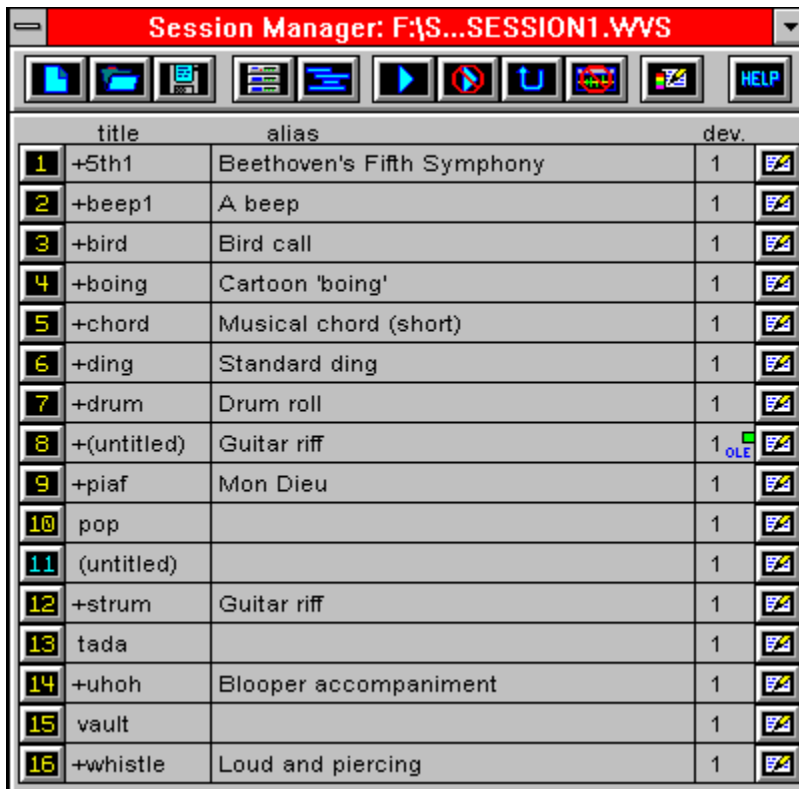 Session Manager: F:\S...SESSION1.WVS
HELP
title alias dev.
1 +5th1 Beethoven's Fifth Symphony 1
2 +beep1 A beep 1
3 +bird Bird call 1
4 +boing Cartoon 'boing' 1
5 +chord Musical chord (short) 1
6 +ding Standard ding 1
7 +drum Drum roll 1
8 +(untitled) Guitar riff 1 OLE
9 +piaf Mon Dieu 1
10 pop 1
11 (untitled) 1
12 +strum Guitar riff 1
13 tada 1
14 +uhoh Blooper accompaniment 1
15 vault 1
16 +whistle Loud and piercing 1